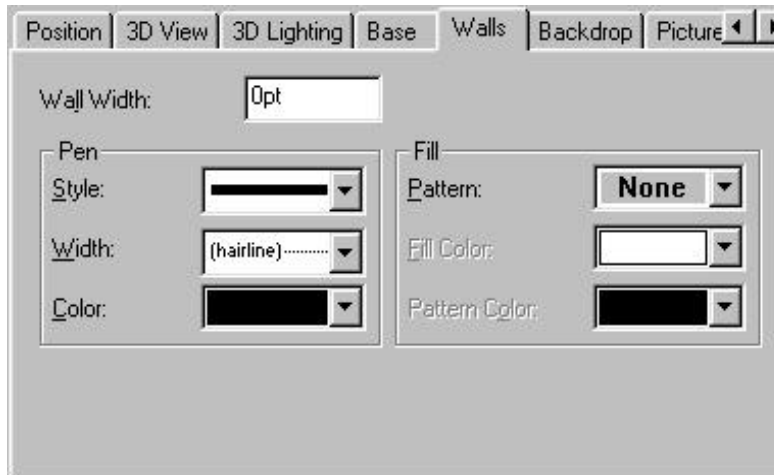 Position 3D View 3D Lighting Base Walls Backdrop Picture
Wall Width: 0pt
Pen
Style:
Width: (hairline)
Color:
Fill
Pattern: None
Fill Color:
Pattern Color: